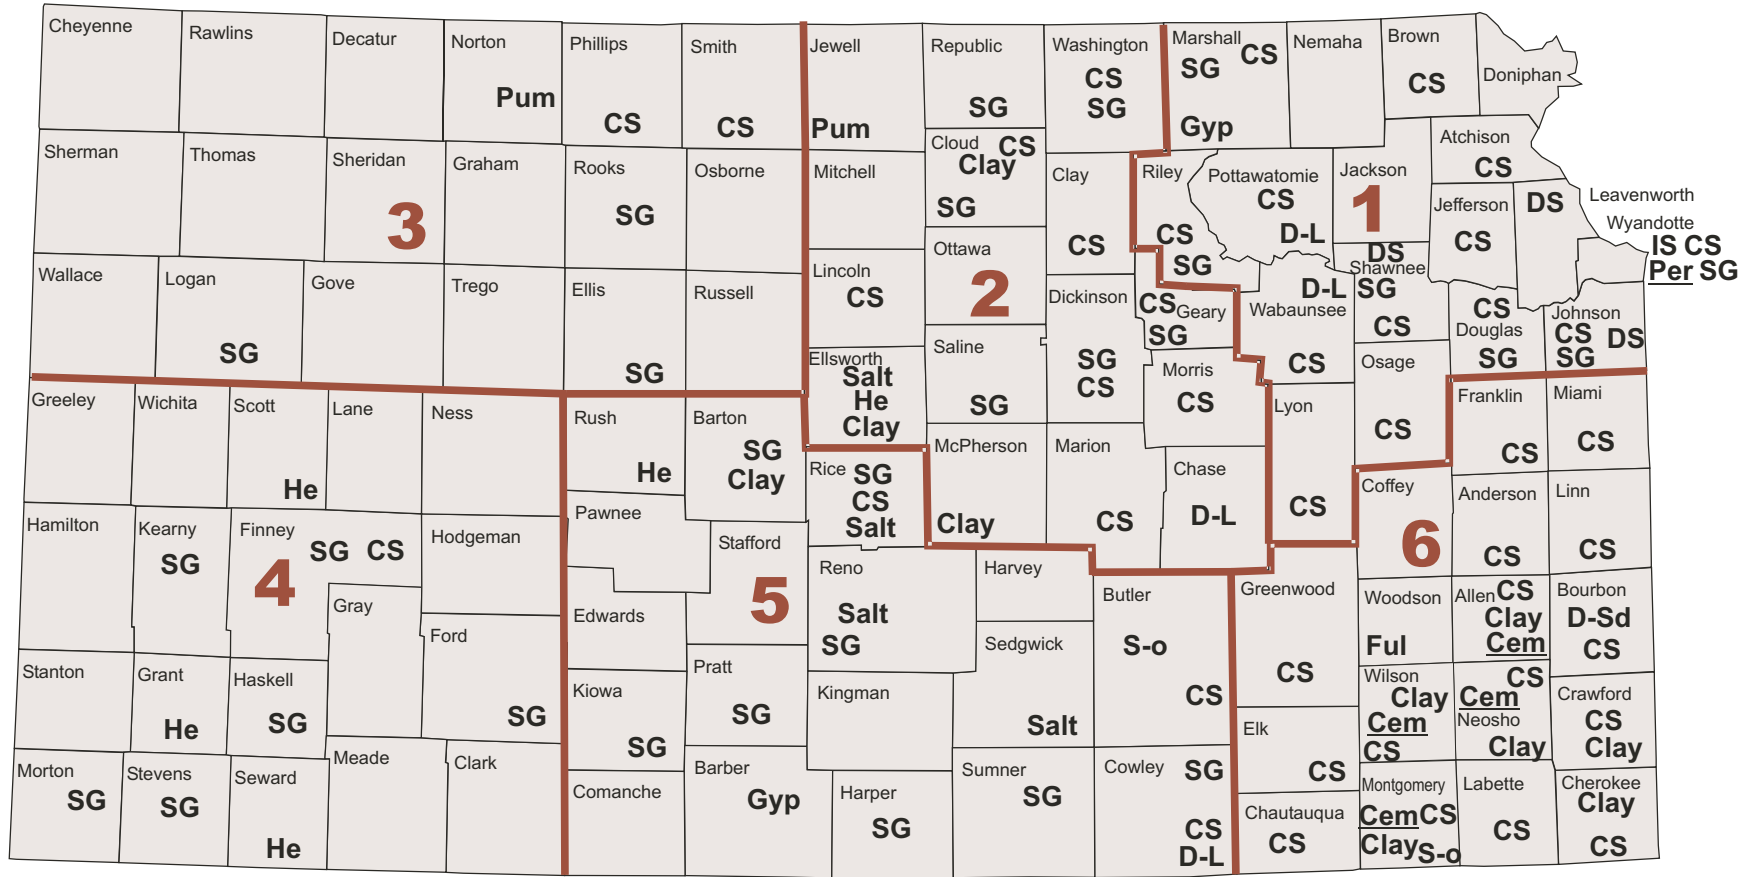 Cheyenne
Rawlins
Decatur
Norton
Pum
Phillips
CS
Smith
CS
Jewell
Pum
Republic
SG
Washington
CS
SG
Marshall
CS
SG
Gyp
Nemaha
Brown
CS
Doniphan
Sherman
Thomas
Sheridan
3
Graham
Rooks
SG
Osborne
Mitchell
Cloud CS
Clay
SG
Clay
CS
Riley
CS
SG
Pottawatomie
CS
D-L
Jackson
1
DS
Atchison
CS
Jefferson
CS
DS
Leavenworth
Wyandotte
IS CS
Per SG
Wallace
Logan
SG
Gove
Trego
Ellis
SG
Russell
Lincoln
CS
Ottawa
2
Dickinson
SG
CS
CS
Geary
SG
D-L
Wabaunsee
CS
Shawnee
SG
CS
CS
Douglas
SG
Johnson
CS DS
SG
Ellsworth
Salt
He
Clay
Saline
SG
Morris
CS
Osage
CS
Greeley
Wichita
Scott
He
Lane
Ness
Rush
He
Barton
SG
Clay
Rice SG
CS
Salt
McPherson
Clay
Marion
CS
Chase
D-L
Lyon
CS
Franklin
CS
Miami
CS
Hamilton
Kearny
SG
Finney
SG CS
4
Hodgeman
Pawnee
Stafford
5
Reno
Salt
SG
Harvey
Butler
S-o
CS
Greenwood
CS
Coffey
6
Anderson
CS
Linn
CS
Gray
Ford
SG
Edwards
Sedgwick
Salt
Woodson
Ful
Allen CS
Clay
Cem
Bourbon
D-Sd
CS
Stanton
Grant
He
Haskell
SG
Kiowa
SG
Pratt
SG
Kingman
Elk
CS
Wilson
Clay
Cem
CS
CS
Cem
Neosho
Clay
Crawford
CS
Clay
Morton
SG
Stevens
SG
Seward
He
Meade
Clark
Comanche
Barber
Gyp
Harper
SG
Sumner
SG
Cowley SG
CS
D-L
Chautauqua
CS
Montgomery
Cem CS
Clay S-o
Labette
CS
Cherokee
Clay
CS